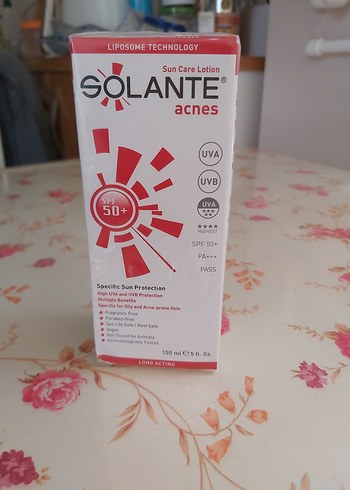 LIPOSOME TECHNOLOGY
Sun Care Lotion
SOLANTE®
acnes
UVA
UVB
UVA
HIGHEST
SPF 50+
PA+++
PASS
SPF
50+
Specific Sun Protection
High UVA and UVB Protection
Multiple Benefits
Specific for Oily and Acne-prone Skin
Fragrance Free
Paraben Free
Sea Life Safe / Reef Safe
Vegan
Not Tested On Animals
Dermatologically Tested
150 ml ℮ 5 fl. Oz.
LONG ACTING